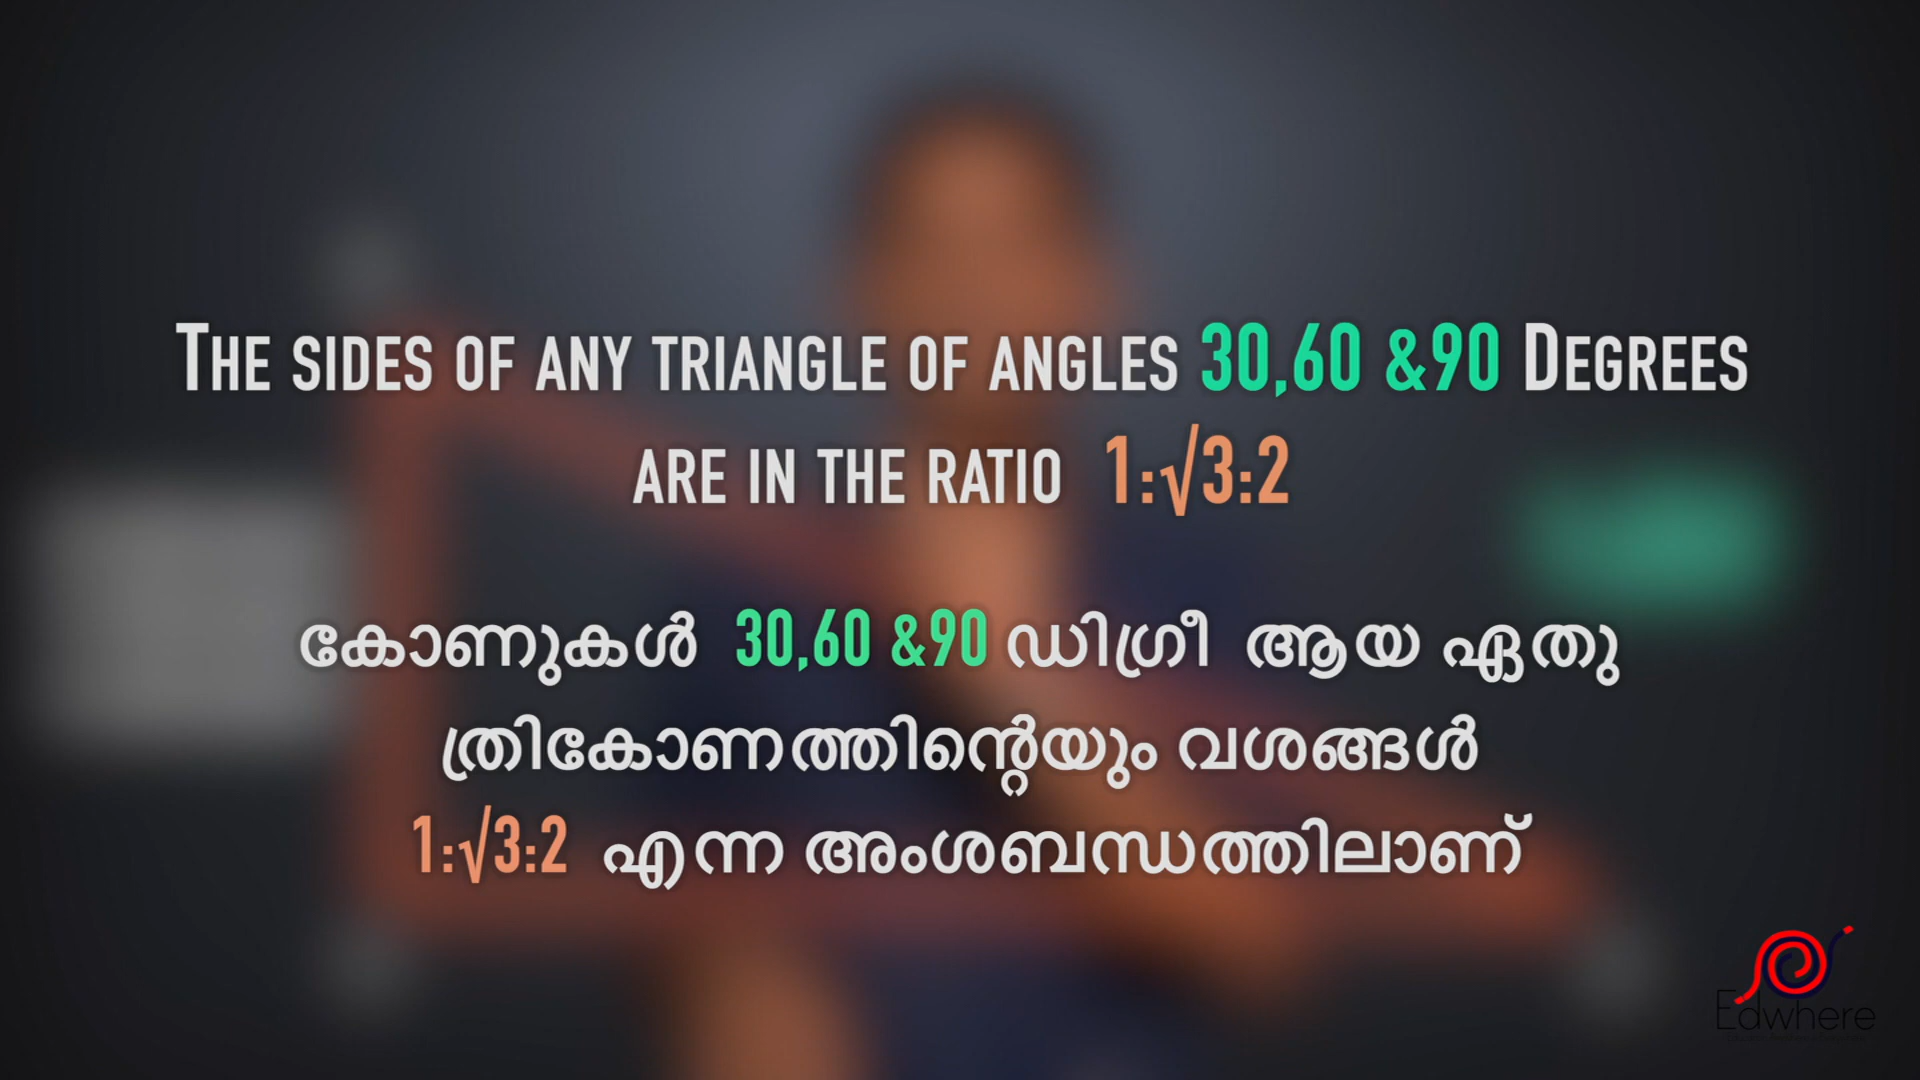 The sides of any triangle of angles 30,60 &90 Degrees
are in the ratio 1:√3:2
കോണുകൾ 30,60 &90 ഡിഗ്രീ ആയ ഏതു
ത്രികോണത്തിന്റെയും വശങ്ങൾ
1:√3:2 എന്ന അംശബന്ധത്തിലാണ്
Edwhere